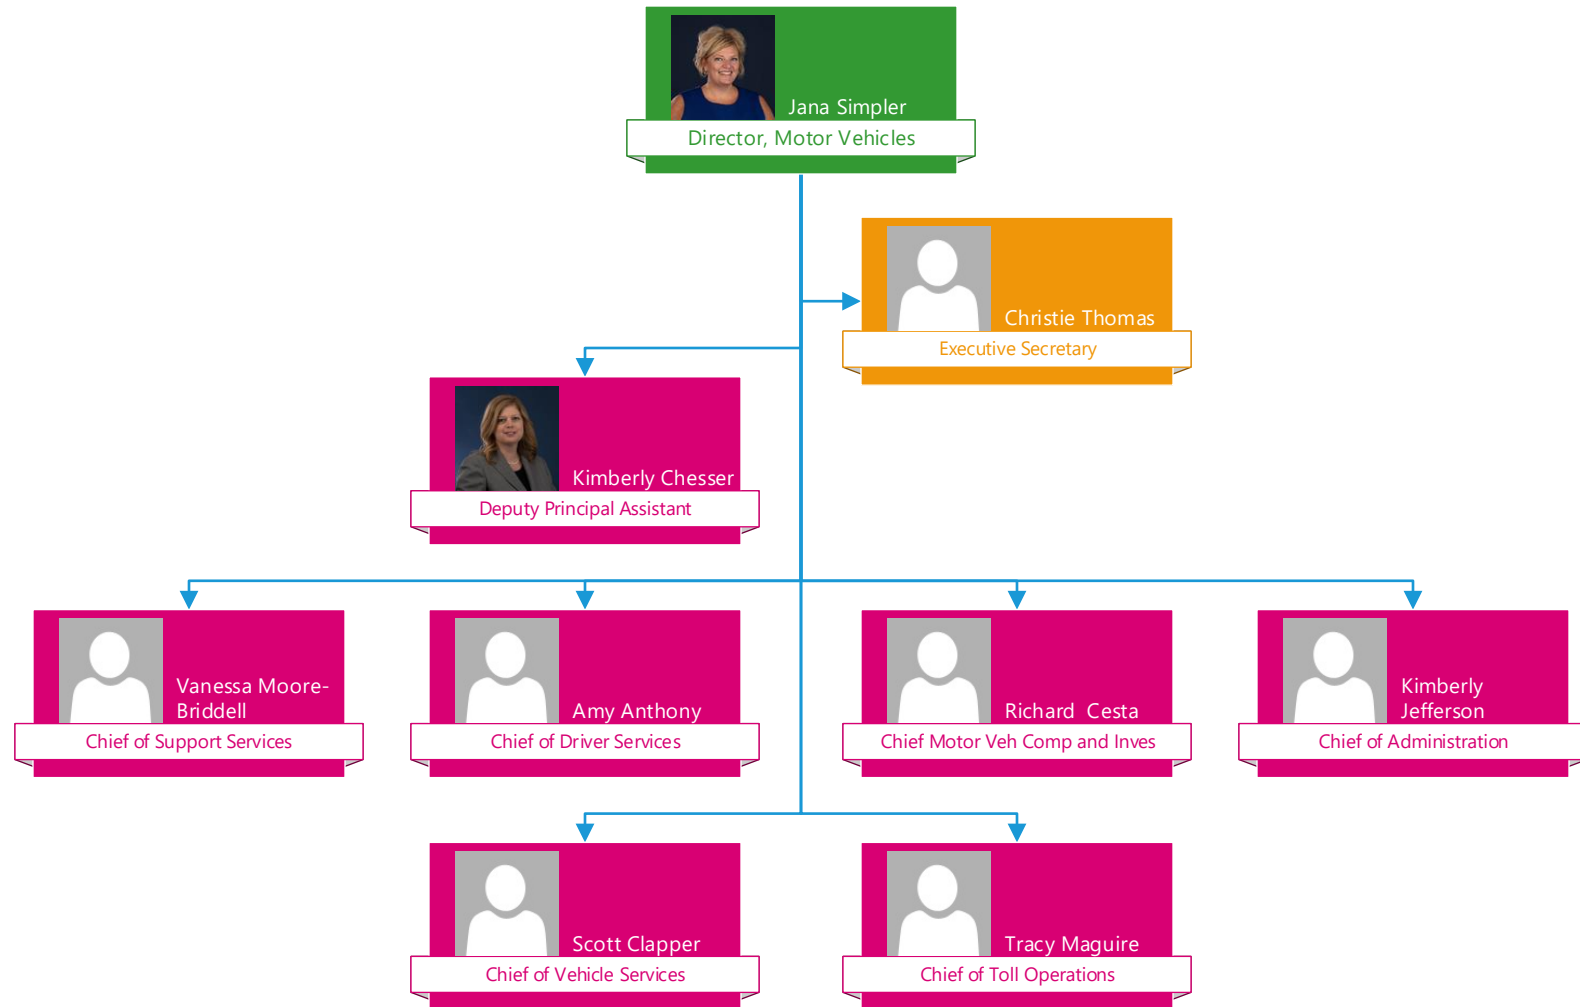 Jana Simpler
Director, Motor Vehicles
Christie Thomas
Executive Secretary
Kimberly Chesser
Deputy Principal Assistant
Vanessa Moore-
Briddell
Chief of Support Services
Amy Anthony
Chief of Driver Services
Richard  Cesta
Chief Motor Veh Comp and Inves
Kimberly
Jefferson
Chief of Administration
Scott Clapper
Chief of Vehicle Services
Tracy Maguire
Chief of Toll Operations